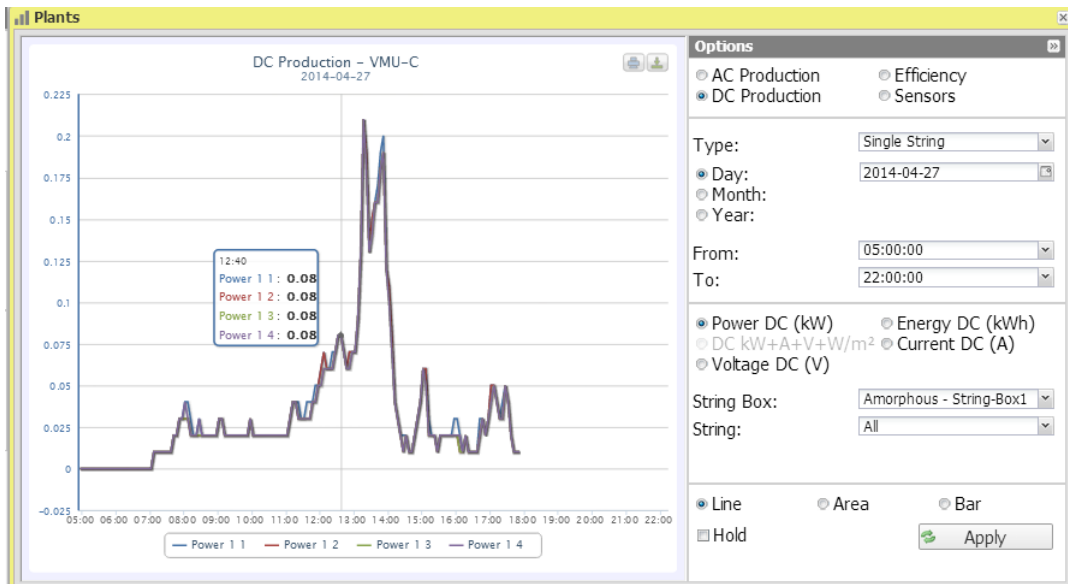 Plants
DC Production - VMU-C
2014-04-27
0.225
0.2
0.175
0.15
0.125
0.1
0.075
0.05
0.025
0
-0.025
12:40
Power 1 1: 0.08
Power 1 2: 0.08
Power 1 3: 0.08
Power 1 4: 0.08
05:00 06:00 07:00 08:00 09:00 10:00 11:00 12:00 13:00 14:00 15:00 16:00 17:00 18:00 19:00 20:00 21:00 22:00
Power 1 1 Power 1 2 Power 1 3 Power 1 4
Options
AC Production Efficiency
DC Production Sensors
Type: Single String
Day: 2014-04-27
Month:
Year:
From: 05:00:00
To: 22:00:00
Power DC (kW) Energy DC (kWh)
DC kW+A+V+W/m² Current DC (A)
Voltage DC (V)
String Box: Amorphous - String-Box1
String: All
Line Area Bar
Hold Apply